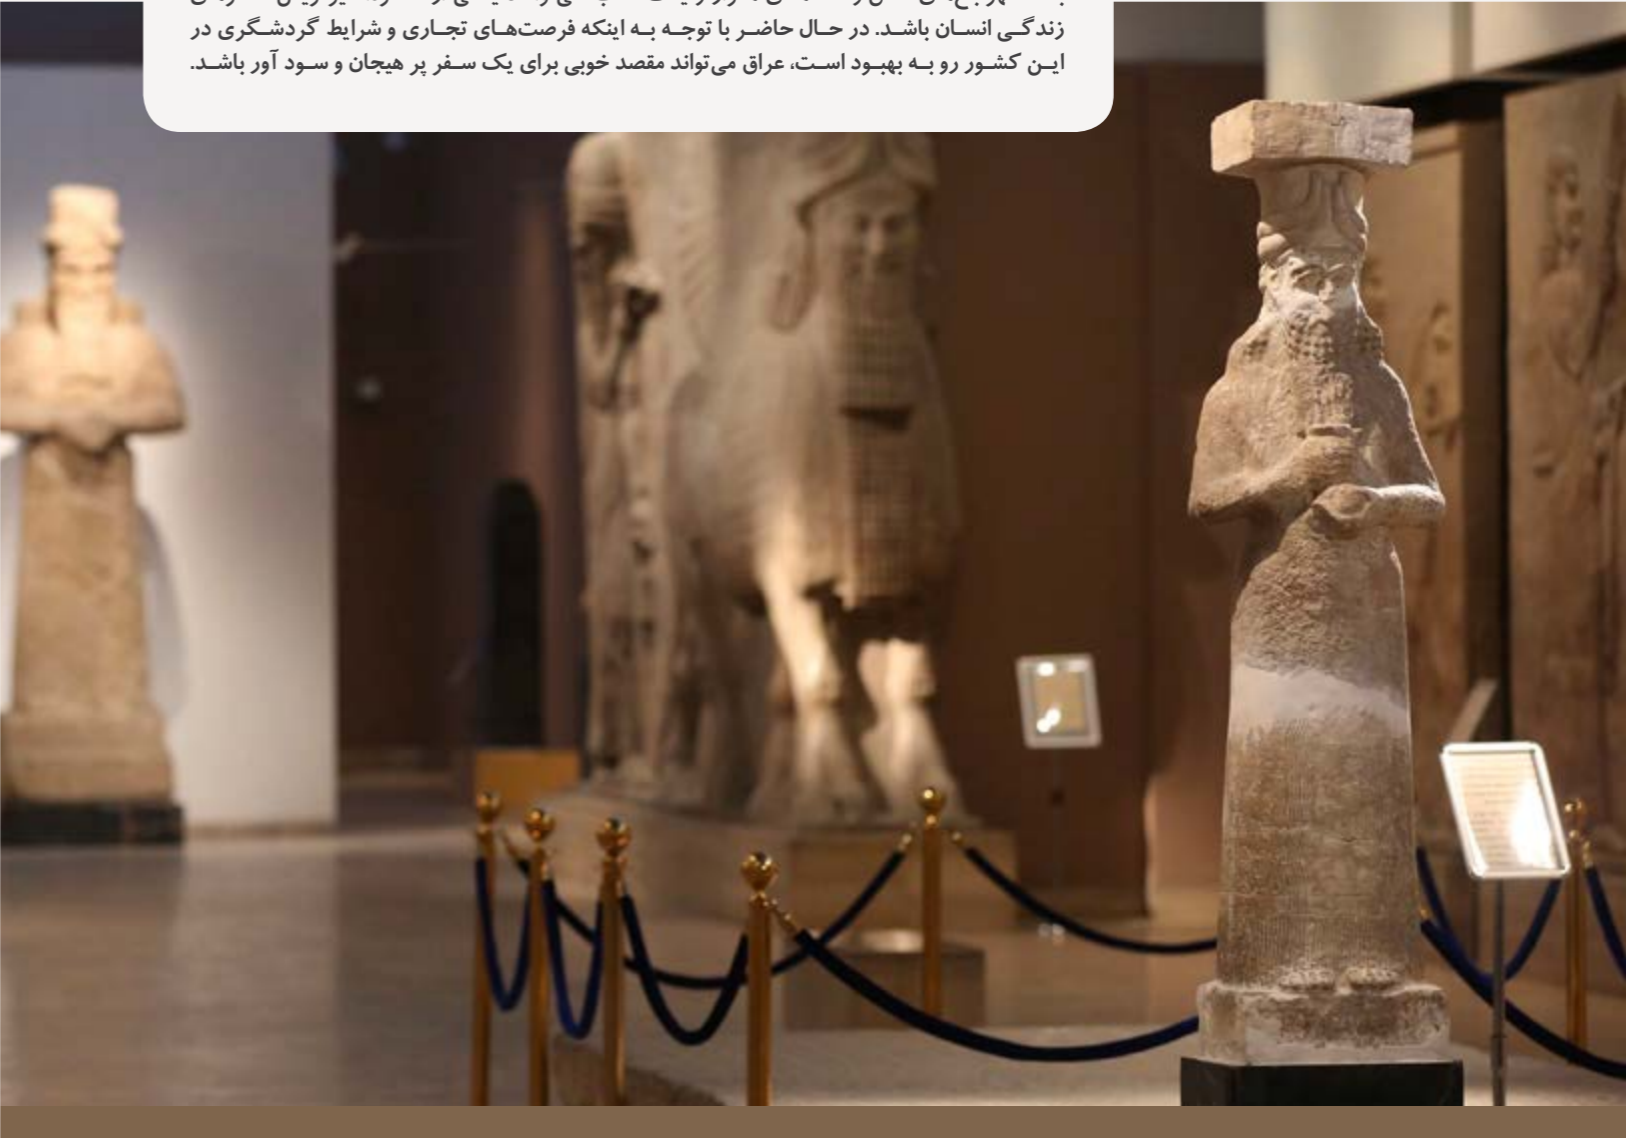 زندگی انسان باشد. در حال حاضر با توجه به اینکه فرصت‌های تجاری و شرایط گردشگری در
این کشور رو به بهبود است، عراق می‌تواند مقصد خوبی برای یک سفر پر هیجان و سود آور باشد.